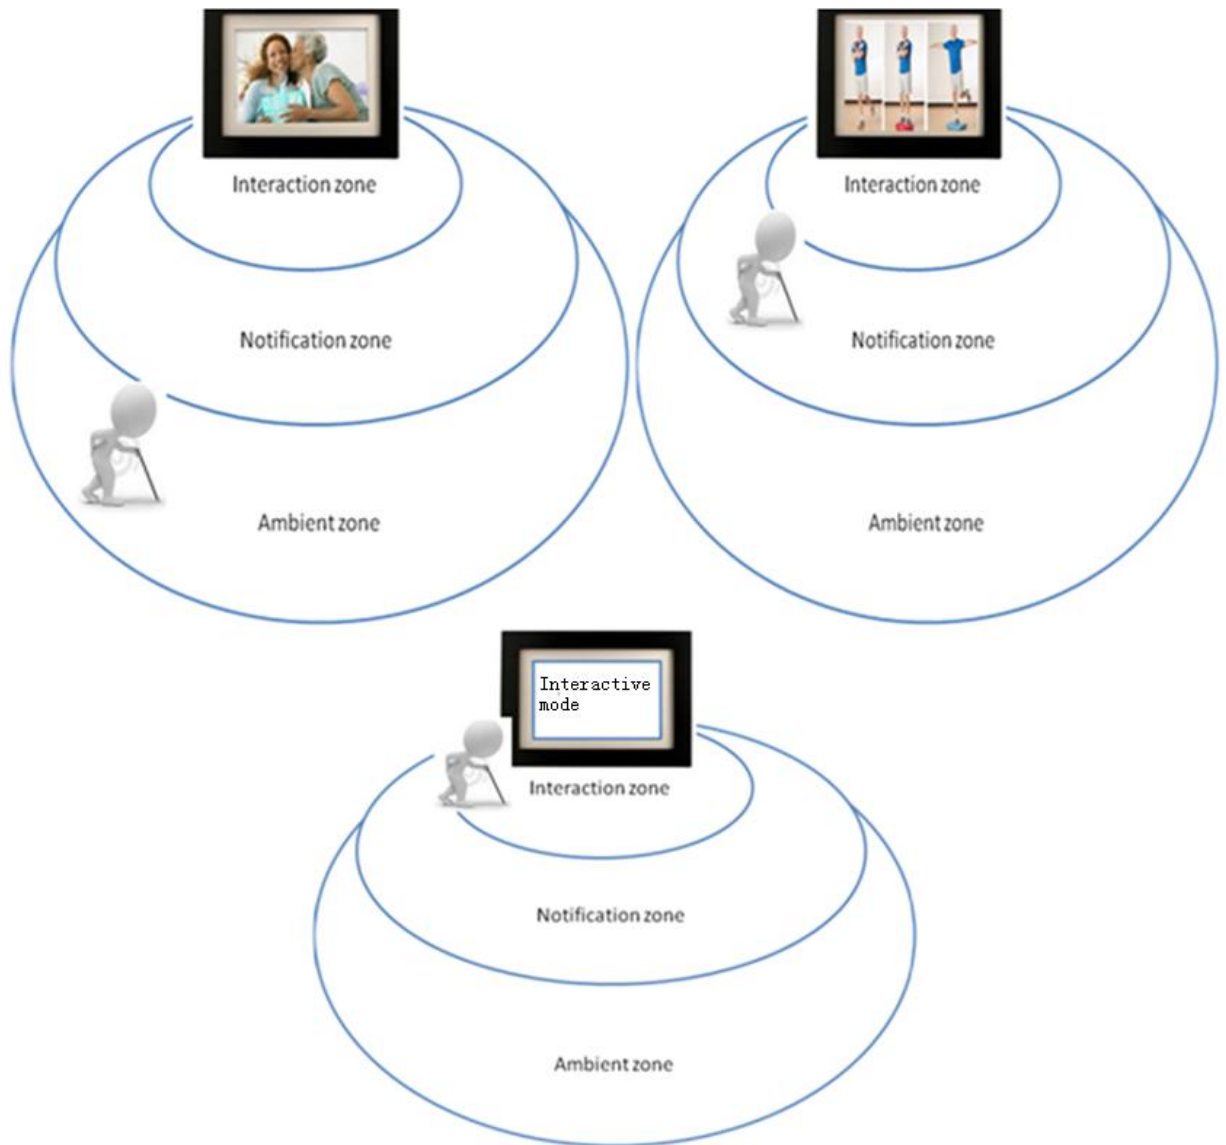 Interaction zone
Notification zone
Ambient zone
Interaction zone
Notification zone
Ambient zone
Interactive
mode
Interaction zone
Notification zone
Ambient zone